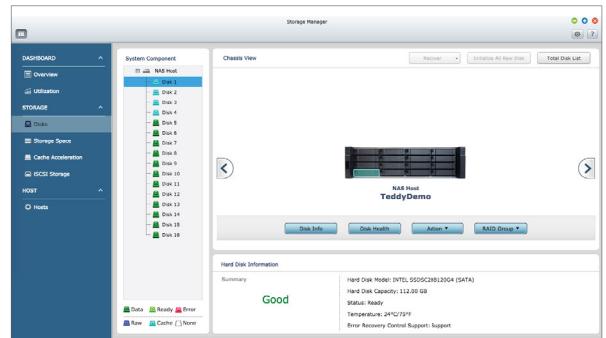 Storage Manager
DASHBOARD
Overview
Utilization
STORAGE
Disks
Storage Space
Cache Acceleration
iSCSI Storage
HOST
Hosts
System Component
NAS Host
Disk 1
Disk 2
Disk 3
Disk 4
Disk 5
Disk 6
Disk 7
Disk 8
Disk 9
Disk 10
Disk 11
Disk 12
Disk 13
Disk 14
Disk 15
Disk 16
Data Ready Error
Raw Cache None
Chassis View
Recover Initialize All Raw Disk Total Disk List
NAS Host
TeddyDemo
Disk Info Disk Health Action RAID Group
Hard Disk Information
Summary
Good
Hard Disk Model: INTEL SSDSC2BB120G4 (SATA)
Hard Disk Capacity: 112.00 GB
Status: Ready
Temperature: 24°C/75°F
Error Recovery Control Support: Support